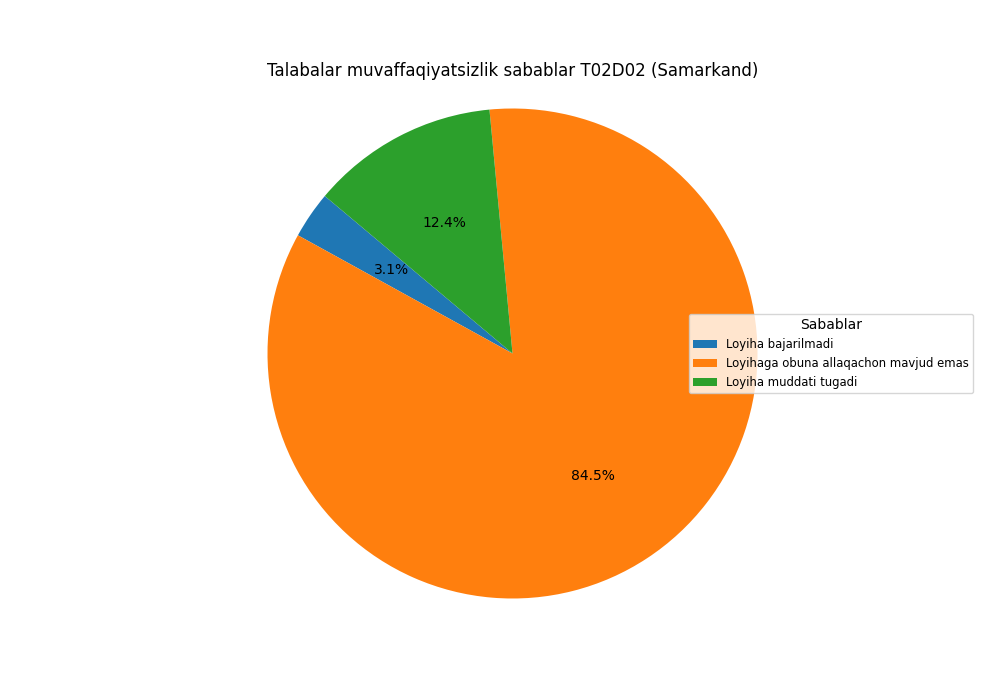 Talabalar muvaffaqiyatsizlik sabablar T02D02 (Samarkand)
12.4%
3.1%
84.5%
Sabablar
Loyiha bajarilmadi
Loyihaga obuna allaqachon mavjud emas
Loyiha muddati tugadi